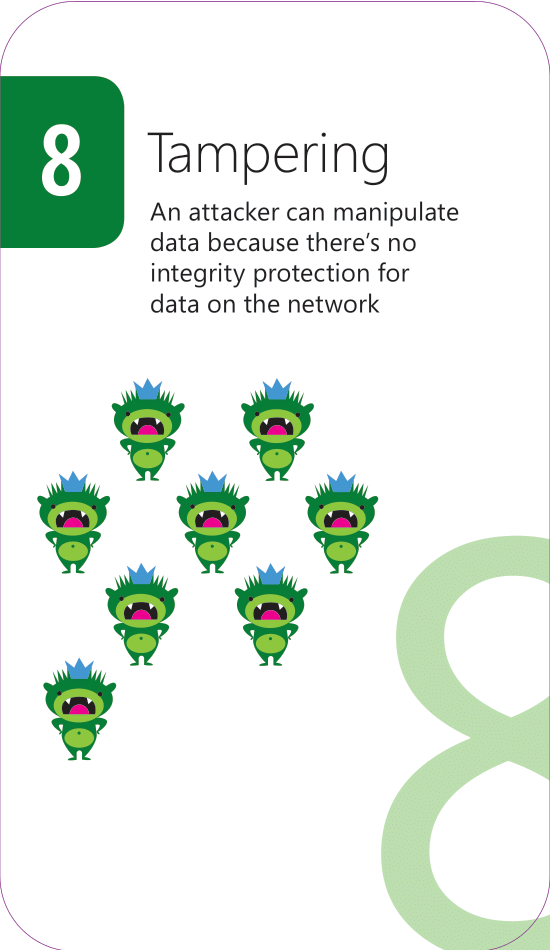 8
Tampering
An attacker can manipulate
data because there's no
integrity protection for
data on the network
8